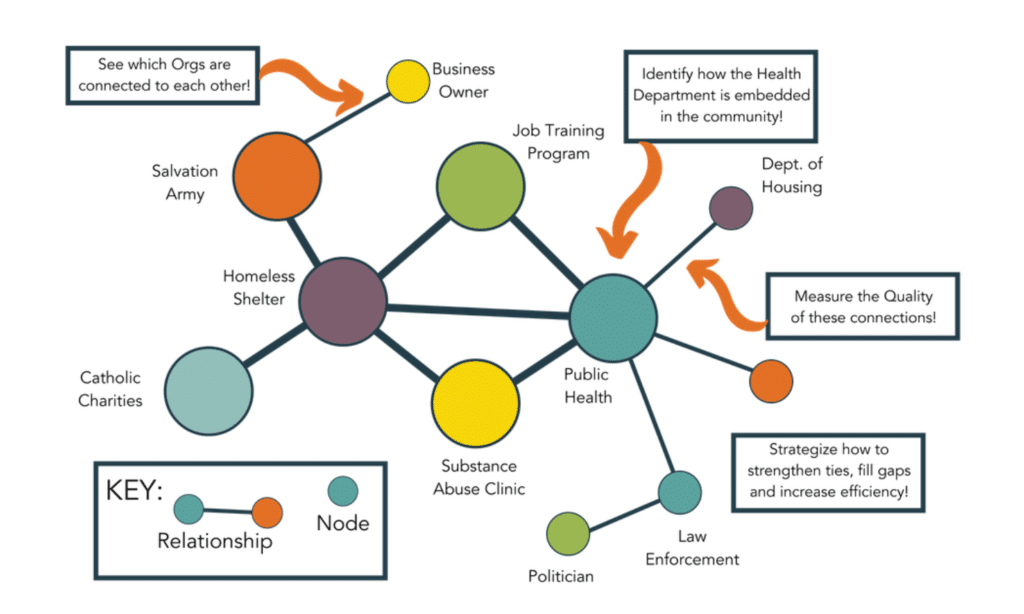 See which Orgs are
connected to each other!
Business
Owner
Identify how the Health
Department is embedded
in the community!
Job Training
Program
Dept. of
Housing
Salvation
Army
Homeless
Shelter
Measure the Quality
of these connections!
Catholic
Charities
Public
Health
Strategize how to
strengthen ties, fill gaps
and increase efficiency!
Substance
Abuse Clinic
KEY:
Relationship
Node
Law
Enforcement
Politician